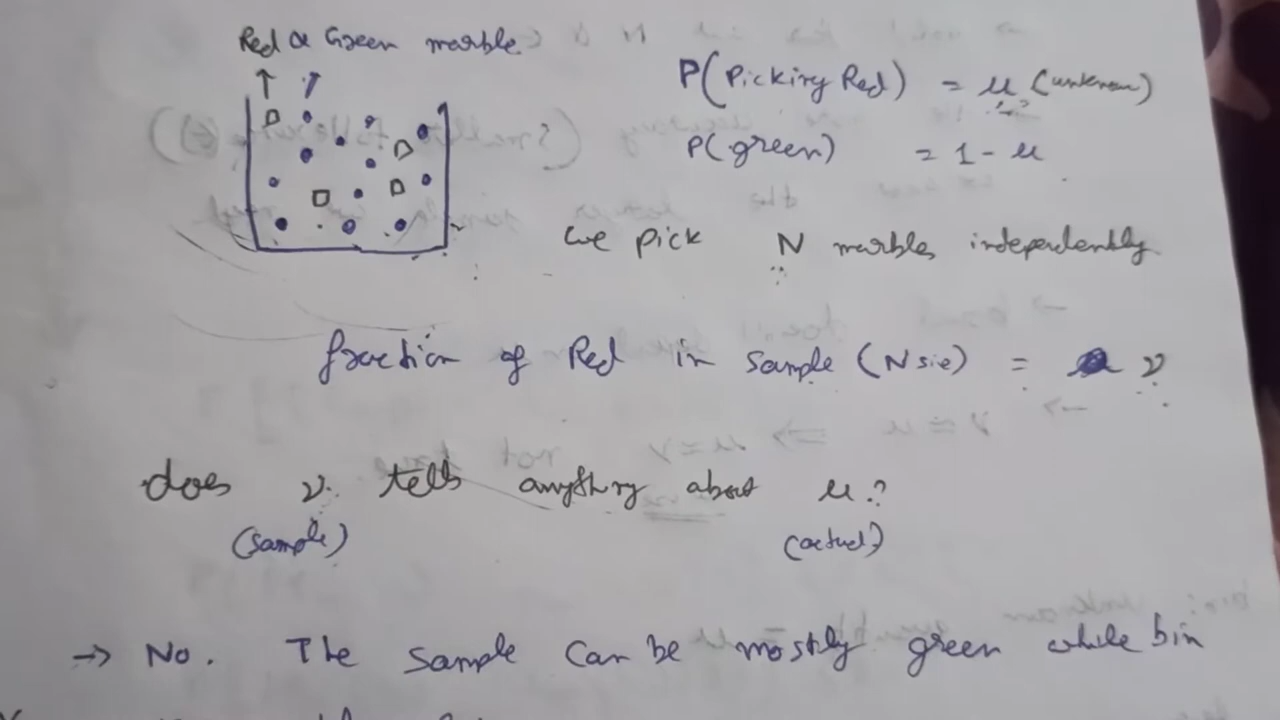 Red & Green marble
P(Picking Red) = μ (unknown)
P(green) = 1 - μ
we pick N marbles independently
fraction of Red in sample (N sie) = ν
does ν tells anything about μ?
(sample) (actual)
→ No. The sample can be mostly green while bin